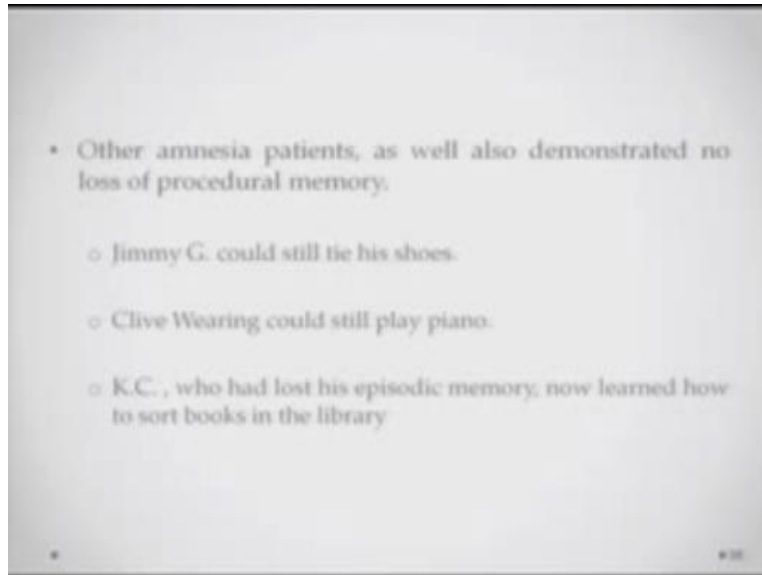 • Other amnesia patients, as well also demonstrated no
loss of procedural memory.
o Jimmy G. could still tie his shoes.
o Clive Wearing could still play piano.
o K.C. , who had lost his episodic memory, now learned how
to sort books in the library